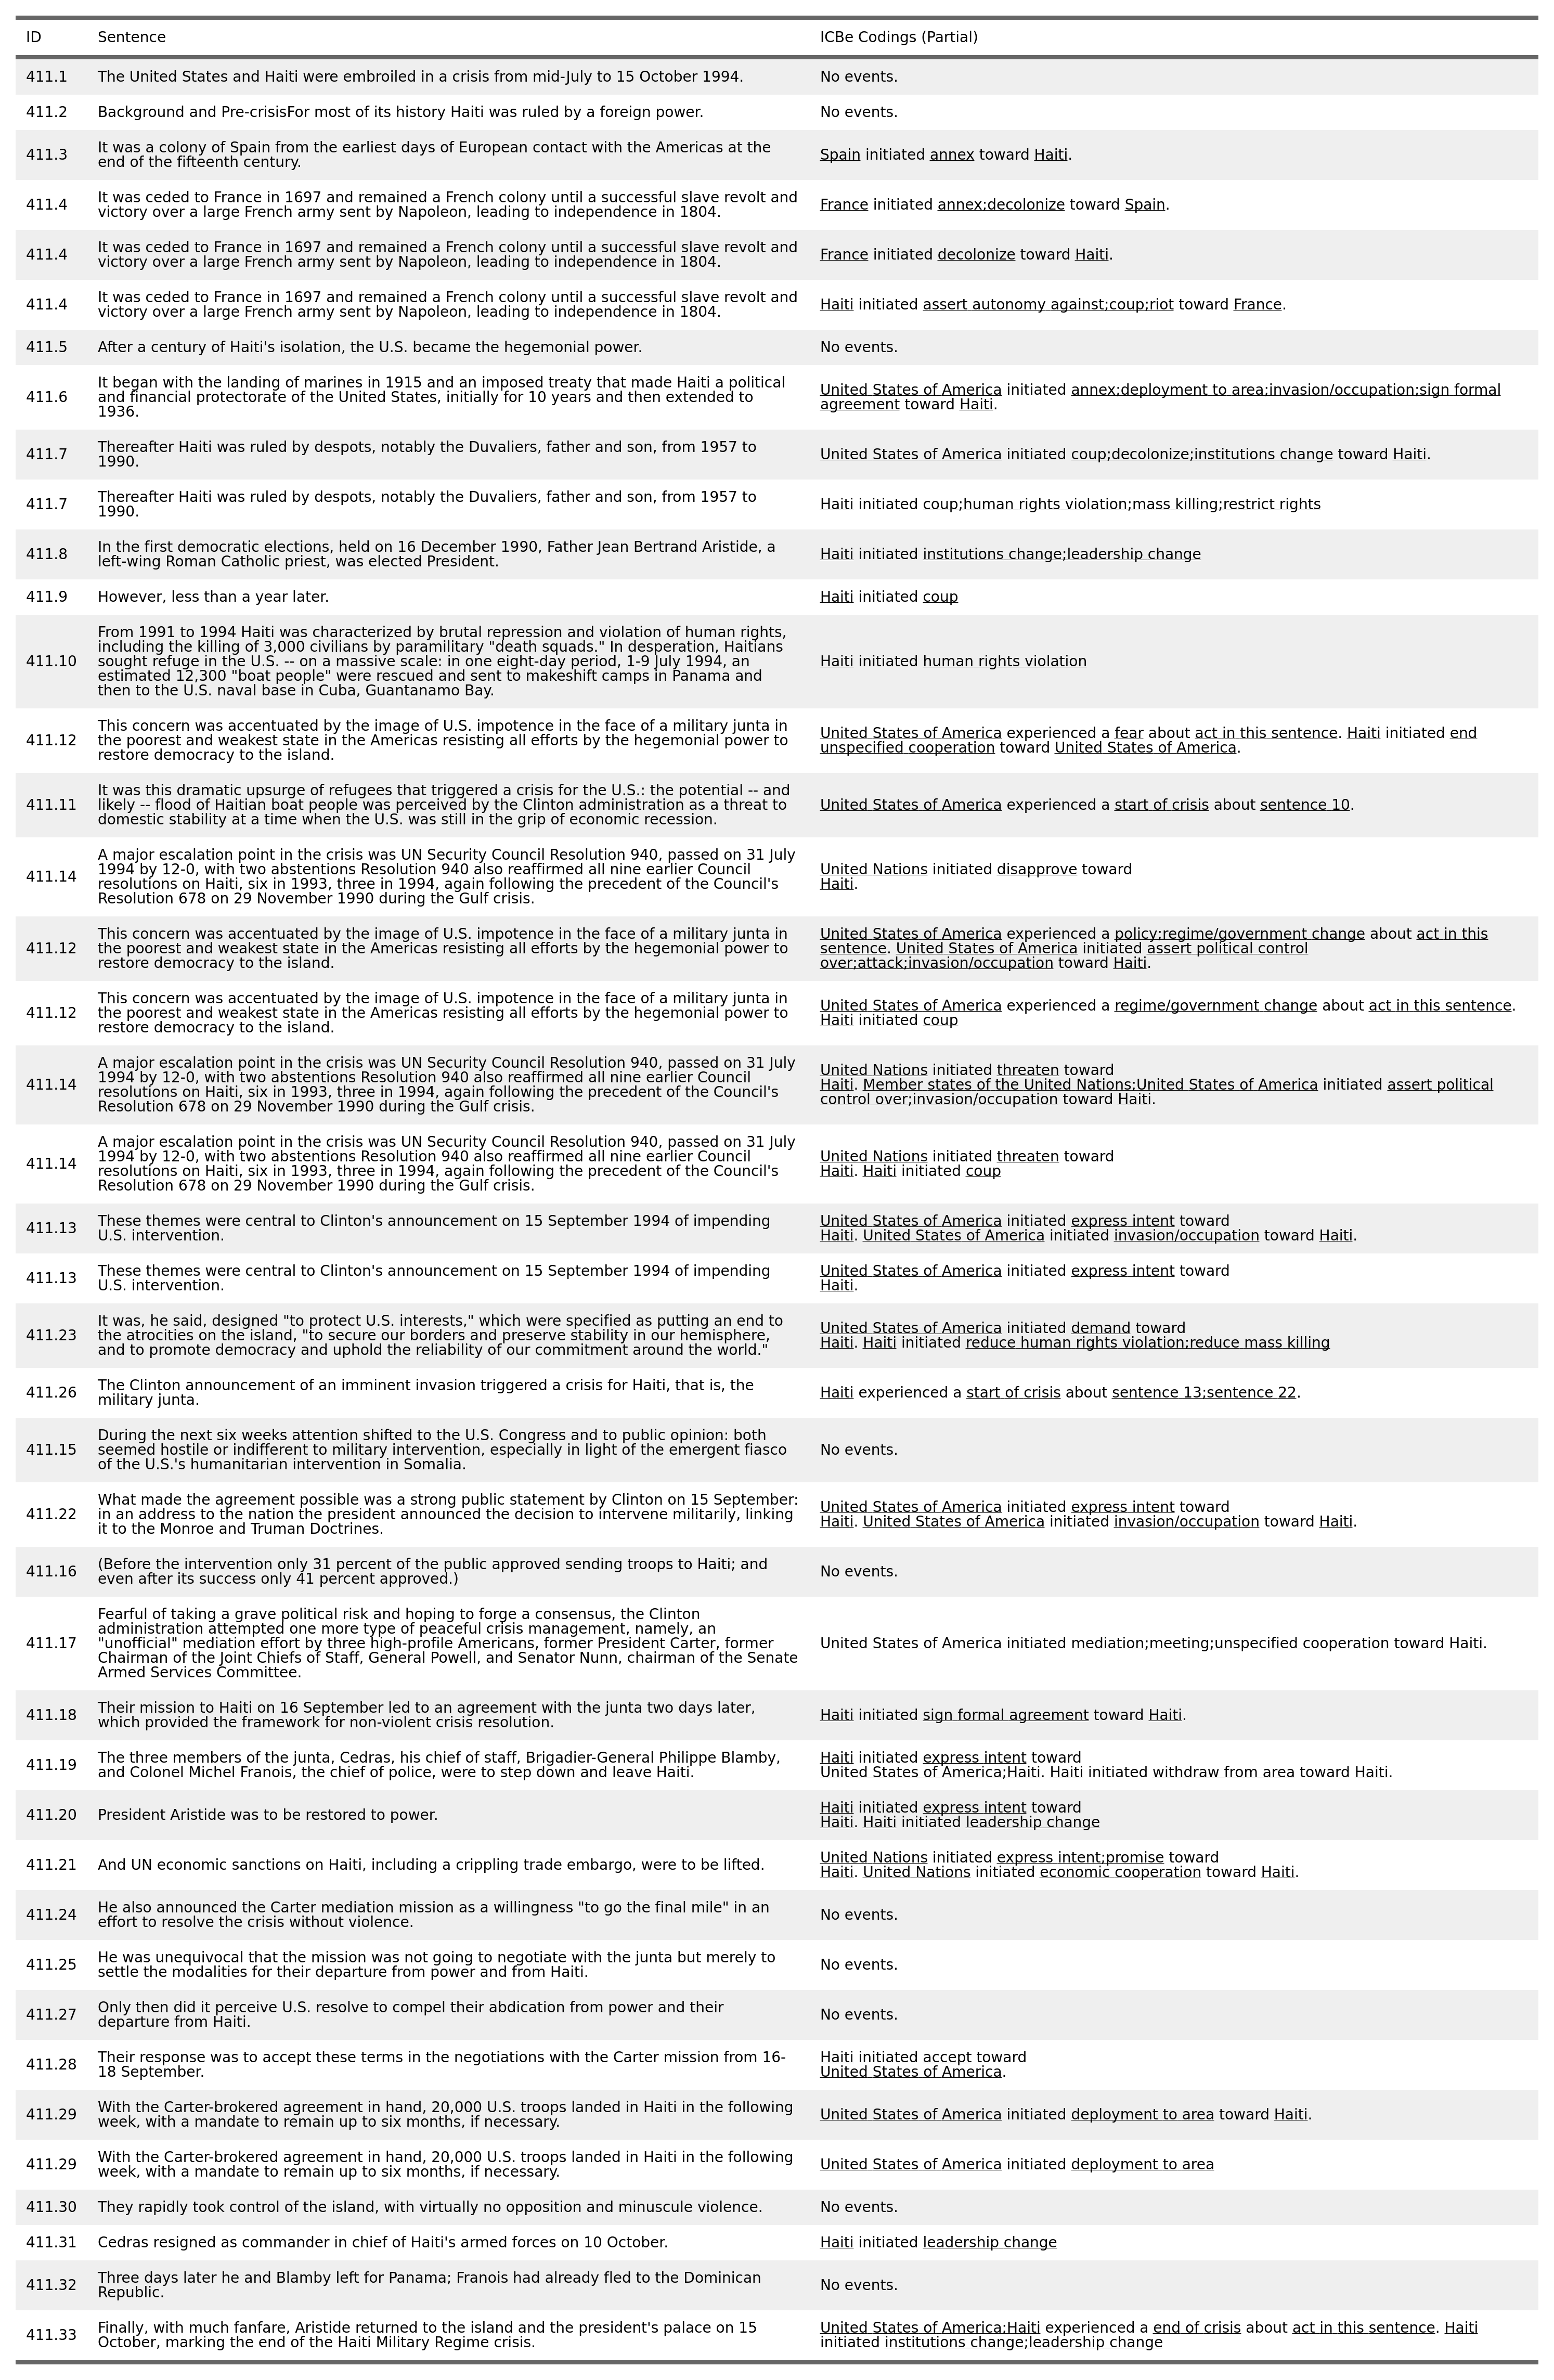 ID Sentence ICBe Codings (Partial)
411.1 The United States and Haiti were embroiled in a crisis from mid-July to 15 October 1994. No events.
411.2 Background and Pre-crisisFor most of its history Haiti was ruled by a foreign power. No events.
411.3 It was a colony of Spain from the earliest days of European contact with the Americas at the
end of the fifteenth century.
Spain initiated annex toward Haiti.
411.4 It was ceded to France in 1697 and remained a French colony until a successful slave revolt and
victory over a large French army sent by Napoleon, leading to independence in 1804.
France initiated annex;decolonize toward Spain.
411.4 It was ceded to France in 1697 and remained a French colony until a successful slave revolt and
victory over a large French army sent by Napoleon, leading to independence in 1804.
France initiated decolonize toward Haiti.
411.4 It was ceded to France in 1697 and remained a French colony until a successful slave revolt and
victory over a large French army sent by Napoleon, leading to independence in 1804.
Haiti initiated assert autonomy against;coup;riot toward France.
411.5 After a century of Haiti's isolation, the U.S. became the hegemonial power. No events.
411.6 It began with the landing of marines in 1915 and an imposed treaty that made Haiti a political
and financial protectorate of the United States, initially for 10 years and then extended to
1936.
United States of America initiated annex;deployment to area;invasion/occupation;sign formal
agreement toward Haiti.
411.7 Thereafter Haiti was ruled by despots, notably the Duvaliers, father and son, from 1957 to
1990.
United States of America initiated coup;decolonize;institutions change toward Haiti.
411.7 Thereafter Haiti was ruled by despots, notably the Duvaliers, father and son, from 1957 to
1990.
Haiti initiated coup;human rights violation;mass killing;restrict rights
411.8 In the first democratic elections, held on 16 December 1990, Father Jean Bertrand Aristide, a
left-wing Roman Catholic priest, was elected President.
Haiti initiated institutions change;leadership change
411.9 However, less than a year later. Haiti initiated coup
411.10 From 1991 to 1994 Haiti was characterized by brutal repression and violation of human rights,
including the killing of 3,000 civilians by paramilitary "death squads." In desperation, Haitians
sought refuge in the U.S. -- on a massive scale: in one eight-day period, 1-9 July 1994, an
estimated 12,300 "boat people" were rescued and sent to makeshift camps in Panama and
then to the U.S. naval base in Cuba, Guantanamo Bay.
Haiti initiated human rights violation
411.12 This concern was accentuated by the image of U.S. impotence in the face of a military junta in
the poorest and weakest state in the Americas resisting all efforts by the hegemonial power to
restore democracy to the island.
United States of America experienced a fear about act in this sentence. Haiti initiated end
unspecified cooperation toward United States of America.
411.11 It was this dramatic upsurge of refugees that triggered a crisis for the U.S.: the potential -- and
likely -- flood of Haitian boat people was perceived by the Clinton administration as a threat to
domestic stability at a time when the U.S. was still in the grip of economic recession.
United States of America experienced a start of crisis about sentence 10.
411.14 A major escalation point in the crisis was UN Security Council Resolution 940, passed on 31 July
1994 by 12-0, with two abstentions Resolution 940 also reaffirmed all nine earlier Council
resolutions on Haiti, six in 1993, three in 1994, again following the precedent of the Council's
Resolution 678 on 29 November 1990 during the Gulf crisis.
United Nations initiated disapprove toward
Haiti.
411.12 This concern was accentuated by the image of U.S. impotence in the face of a military junta in
the poorest and weakest state in the Americas resisting all efforts by the hegemonial power to
restore democracy to the island.
United States of America experienced a policy;regime/government change about act in this
sentence. United States of America initiated assert political control
over;attack;invasion/occupation toward Haiti.
411.12 This concern was accentuated by the image of U.S. impotence in the face of a military junta in
the poorest and weakest state in the Americas resisting all efforts by the hegemonial power to
restore democracy to the island.
United States of America experienced a regime/government change about act in this sentence.
Haiti initiated coup
411.14 A major escalation point in the crisis was UN Security Council Resolution 940, passed on 31 July
1994 by 12-0, with two abstentions Resolution 940 also reaffirmed all nine earlier Council
resolutions on Haiti, six in 1993, three in 1994, again following the precedent of the Council's
Resolution 678 on 29 November 1990 during the Gulf crisis.
United Nations initiated threaten toward
Haiti. Member states of the United Nations;United States of America initiated assert political
control over;invasion/occupation toward Haiti.
411.14 A major escalation point in the crisis was UN Security Council Resolution 940, passed on 31 July
1994 by 12-0, with two abstentions Resolution 940 also reaffirmed all nine earlier Council
resolutions on Haiti, six in 1993, three in 1994, again following the precedent of the Council's
Resolution 678 on 29 November 1990 during the Gulf crisis.
United Nations initiated threaten toward
Haiti. Haiti initiated coup
411.13 These themes were central to Clinton's announcement on 15 September 1994 of impending
U.S. intervention.
United States of America initiated express intent toward
Haiti. United States of America initiated invasion/occupation toward Haiti.
411.13 These themes were central to Clinton's announcement on 15 September 1994 of impending
U.S. intervention.
United States of America initiated express intent toward
Haiti.
411.23 It was, he said, designed "to protect U.S. interests," which were specified as putting an end to
the atrocities on the island, "to secure our borders and preserve stability in our hemisphere,
and to promote democracy and uphold the reliability of our commitment around the world."
United States of America initiated demand toward
Haiti. Haiti initiated reduce human rights violation;reduce mass killing
411.26 The Clinton announcement of an imminent invasion triggered a crisis for Haiti, that is, the
military junta.
Haiti experienced a start of crisis about sentence 13;sentence 22.
411.15 During the next six weeks attention shifted to the U.S. Congress and to public opinion: both
seemed hostile or indifferent to military intervention, especially in light of the emergent fiasco
of the U.S.'s humanitarian intervention in Somalia.
No events.
411.22 What made the agreement possible was a strong public statement by Clinton on 15 September:
in an address to the nation the president announced the decision to intervene militarily, linking
it to the Monroe and Truman Doctrines.
United States of America initiated express intent toward
Haiti. United States of America initiated invasion/occupation toward Haiti.
411.16 (Before the intervention only 31 percent of the public approved sending troops to Haiti; and
even after its success only 41 percent approved.)
No events.
411.17 Fearful of taking a grave political risk and hoping to forge a consensus, the Clinton
administration attempted one more type of peaceful crisis management, namely, an
"unofficial" mediation effort by three high-profile Americans, former President Carter, former
Chairman of the Joint Chiefs of Staff, General Powell, and Senator Nunn, chairman of the Senate
Armed Services Committee.
United States of America initiated mediation;meeting;unspecified cooperation toward Haiti.
411.18 Their mission to Haiti on 16 September led to an agreement with the junta two days later,
which provided the framework for non-violent crisis resolution.
Haiti initiated sign formal agreement toward Haiti.
411.19 The three members of the junta, Cedras, his chief of staff, Brigadier-General Philippe Blamby,
and Colonel Michel Franois, the chief of police, were to step down and leave Haiti.
Haiti initiated express intent toward
United States of America;Haiti. Haiti initiated withdraw from area toward Haiti.
411.20 President Aristide was to be restored to power.
Haiti initiated express intent toward
Haiti. Haiti initiated leadership change
411.21 And UN economic sanctions on Haiti, including a crippling trade embargo, were to be lifted.
United Nations initiated express intent;promise toward
Haiti. United Nations initiated economic cooperation toward Haiti.
411.24 He also announced the Carter mediation mission as a willingness "to go the final mile" in an
effort to resolve the crisis without violence.
No events.
411.25 He was unequivocal that the mission was not going to negotiate with the junta but merely to
settle the modalities for their departure from power and from Haiti.
No events.
411.27 Only then did it perceive U.S. resolve to compel their abdication from power and their
departure from Haiti.
No events.
411.28 Their response was to accept these terms in the negotiations with the Carter mission from 16-
18 September.
Haiti initiated accept toward
United States of America.
411.29 With the Carter-brokered agreement in hand, 20,000 U.S. troops landed in Haiti in the following
week, with a mandate to remain up to six months, if necessary.
United States of America initiated deployment to area toward Haiti.
411.29 With the Carter-brokered agreement in hand, 20,000 U.S. troops landed in Haiti in the following
week, with a mandate to remain up to six months, if necessary.
United States of America initiated deployment to area
411.30 They rapidly took control of the island, with virtually no opposition and minuscule violence. No events.
411.31 Cedras resigned as commander in chief of Haiti's armed forces on 10 October. Haiti initiated leadership change
411.32 Three days later he and Blamby left for Panama; Franois had already fled to the Dominican
Republic.
No events.
411.33 Finally, with much fanfare, Aristide returned to the island and the president's palace on 15
October, marking the end of the Haiti Military Regime crisis.
United States of America;Haiti experienced a end of crisis about act in this sentence. Haiti
initiated institutions change;leadership change